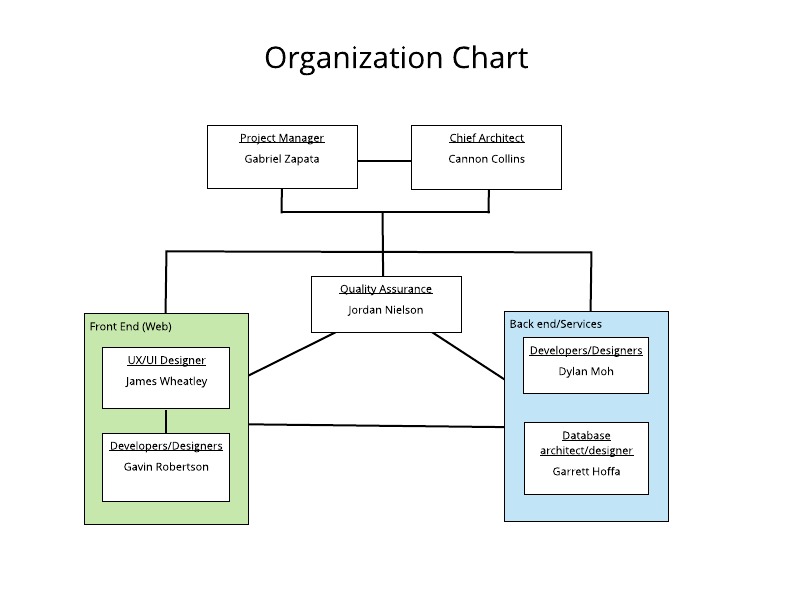 Organization Chart
Project Manager
Gabriel Zapata
Chief Architect
Cannon Collins
Quality Assurance
Jordan Nielson
Front End (Web)
UX/UI Designer
James Wheatley
Developers/Designers
Gavin Robertson
Back end/Services
Developers/Designers
Dylan Moh
Database
architect/designer
Garrett Hoffa